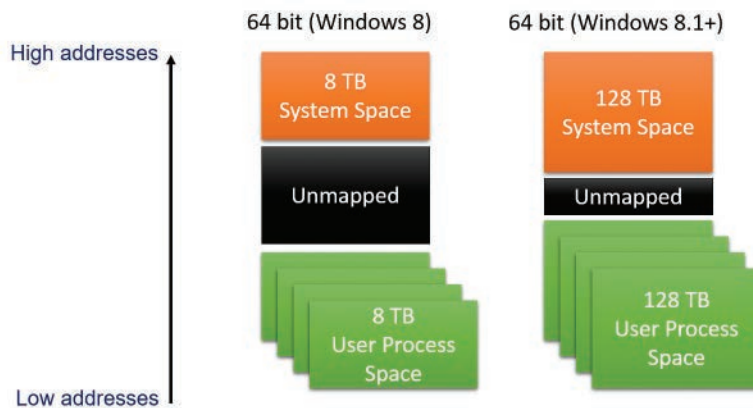 64 bit (Windows 8)
64 bit (Windows 8.1+)
High addresses
8 TB
System Space
128 TB
System Space
Unmapped
Unmapped
8 TB
User Process
Space
128 TB
User Process
Space
Low addresses